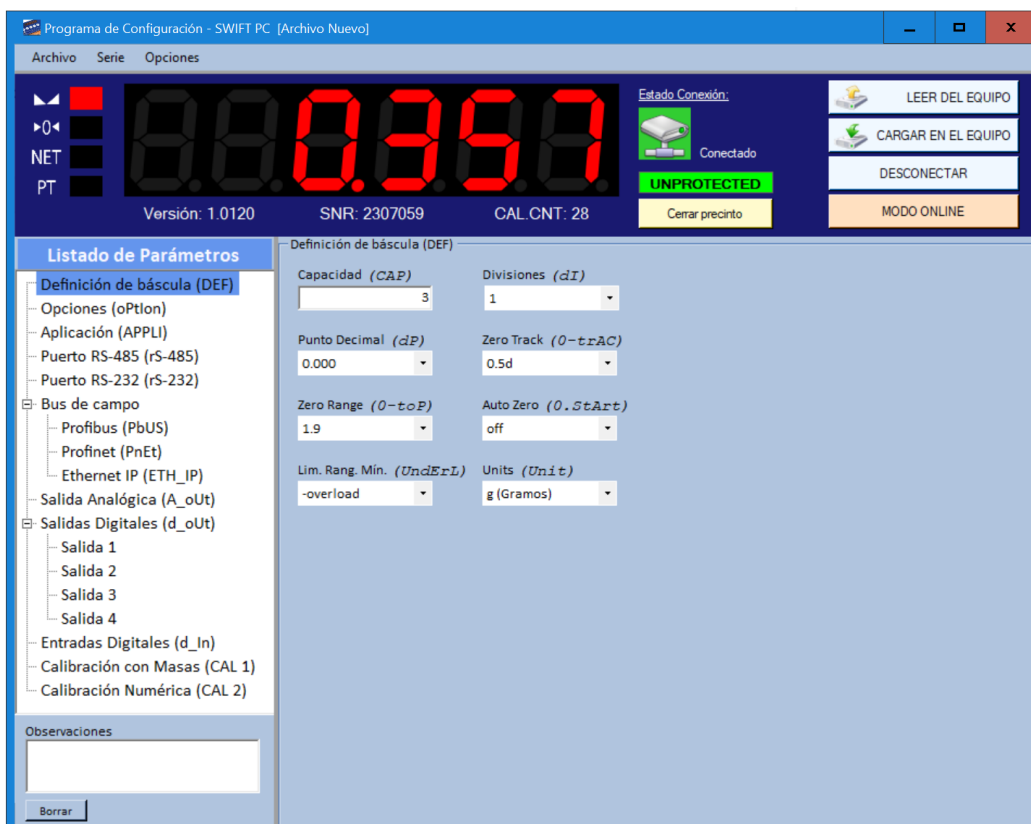 Programa de Configuración - SWIFT PC  [Archivo Nuevo]
Archivo Serie Opciones
0.357
►0◄
NET
PT
Versión: 1.0120
SNR: 2307059
CAL.CNT: 28
Estado Conexión:
Conectado
UNPROTECTED
Cerrar precinto
LEER DEL EQUIPO
CARGAR EN EL EQUIPO
DESCONECTAR
MODO ONLINE
Listado de Parámetros
Definición de báscula (DEF)
Opciones (oPtIon)
Aplicación (APPLI)
Puerto RS-485 (rS-485)
Puerto RS-232 (rS-232)
Bus de campo
Profibus (PbUS)
Profinet (PnEt)
Ethernet IP (ETH_IP)
Salida Analógica (A_oUt)
Salidas Digitales (d_oUt)
Salida 1
Salida 2
Salida 3
Salida 4
Entradas Digitales (d_In)
Calibración con Masas (CAL 1)
Calibración Numérica (CAL 2)
Observaciones
Borrar
Definición de báscula (DEF)
Capacidad (CAP)
3
Divisiones (dI)
1
Punto Decimal (dP)
0.000
Zero Track (0-trAC)
0.5d
Zero Range (0-toP)
1.9
Auto Zero (0.StArt)
off
Lim. Rang. Mín. (UndErL)
-overload
Units (Unit)
g (Gramos)